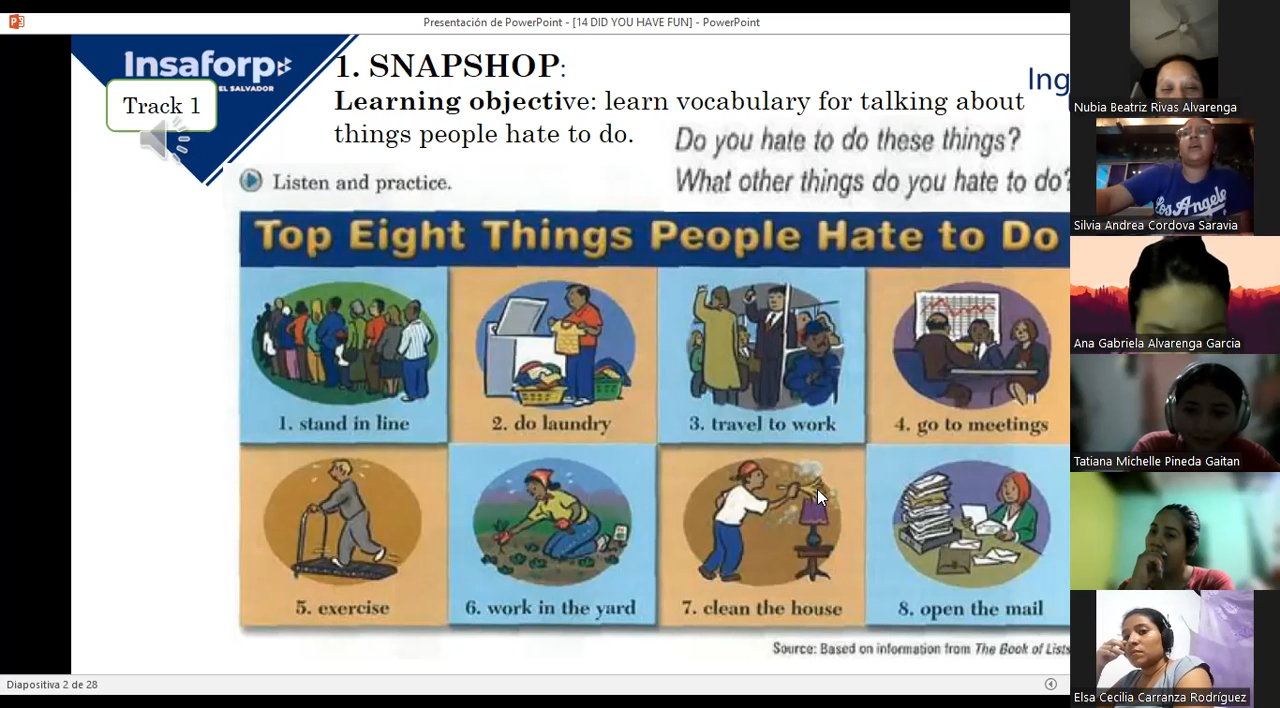 Presentación de PowerPoint - [14 DID YOU HAVE FUN] - PowerPoint
Insaforp
EL SALVADOR
Track 1
1. SNAPSHOP:
Learning objective: learn vocabulary for talking about
things people hate to do.
Ing
Do you hate to do these things?
What other things do you hate to do?
Listen and practice.
Top Eight Things People Hate to Do
1. stand in line
2. do laundry
3. travel to work
4. go to meetings
5. exercise
6. work in the yard
7. clean the house
8. open the mail
Source: Based on information from The Book of Lists
Diapositiva 2 de 28
Nubia Beatriz Rivas Alvarenga
Los Angeles
Silvia Andrea Cordova Saravia
Ana Gabriela Alvarenga Garcia
Tatiana Michelle Pineda Gaitan
Elsa Cecilia Carranza Rodríguez